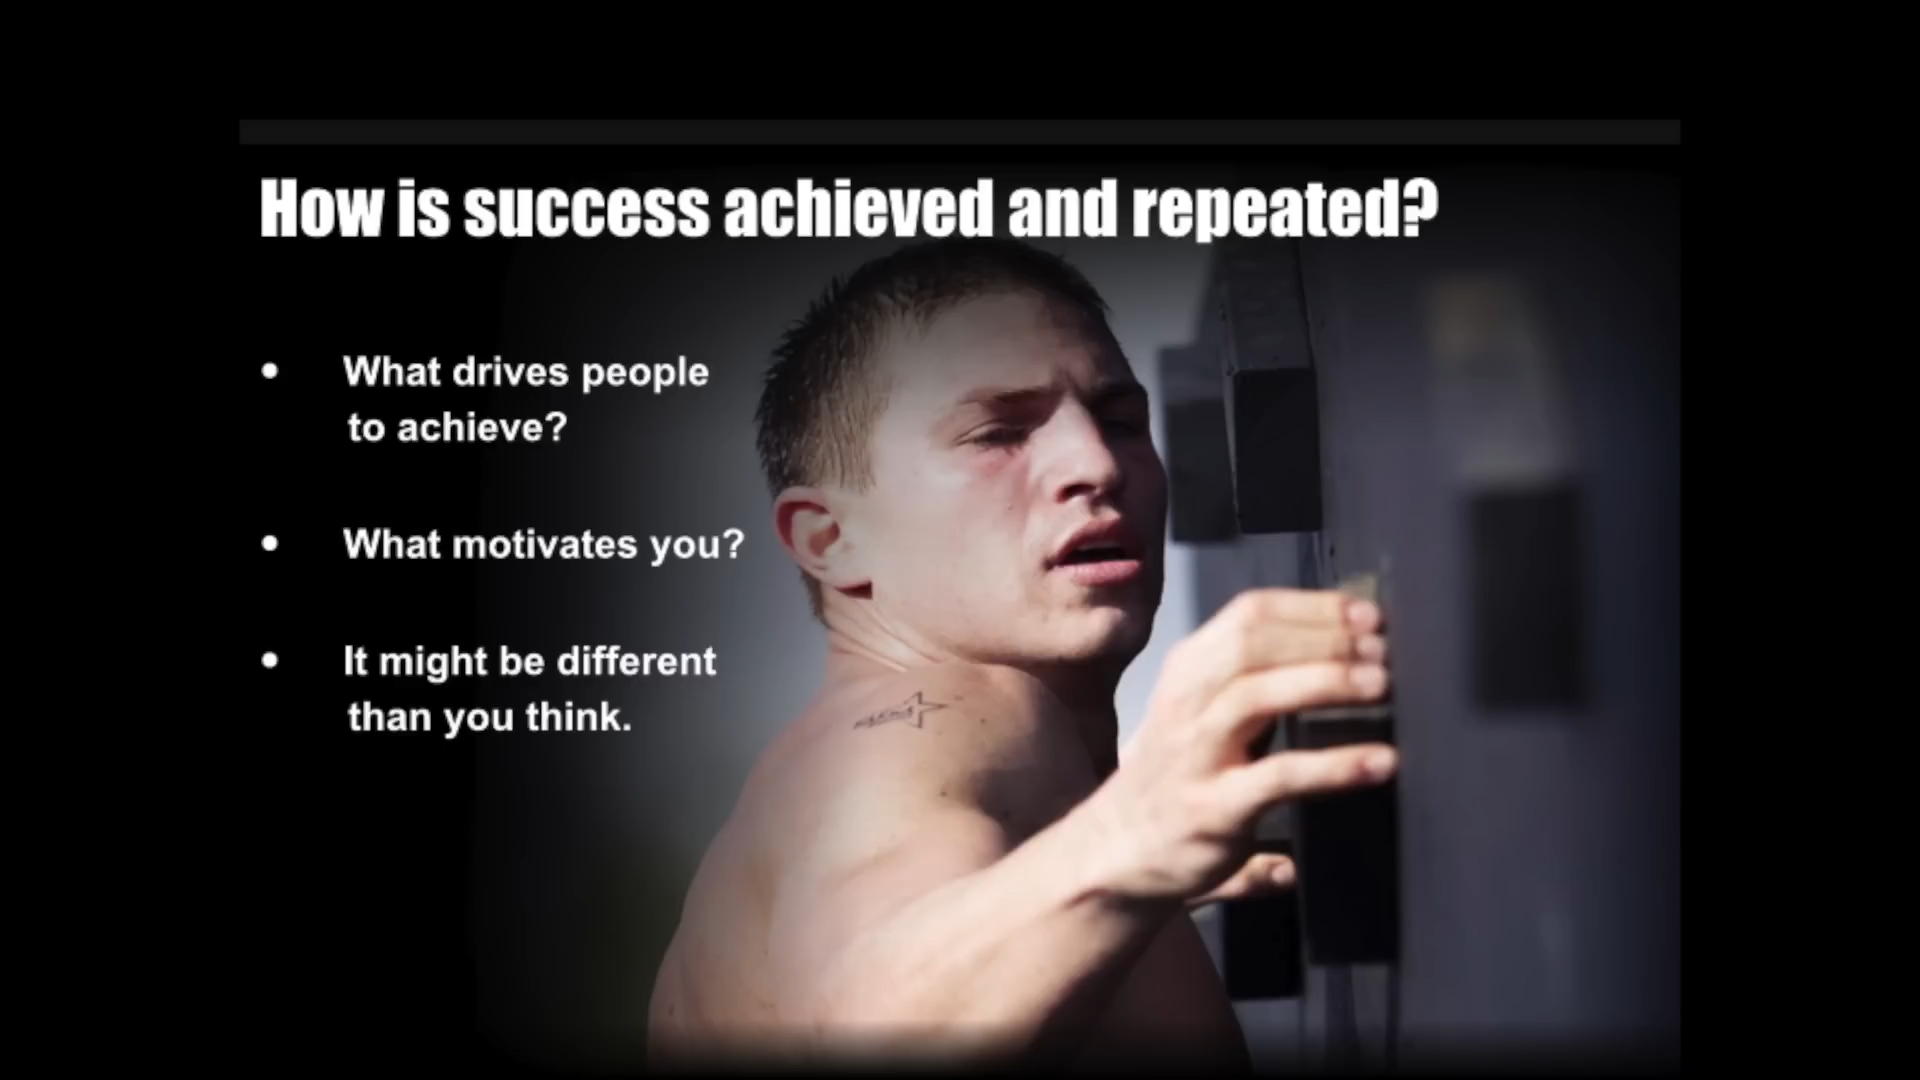 How is success achieved and repeated?
• What drives people
to achieve?
• What motivates you?
• It might be different
than you think.